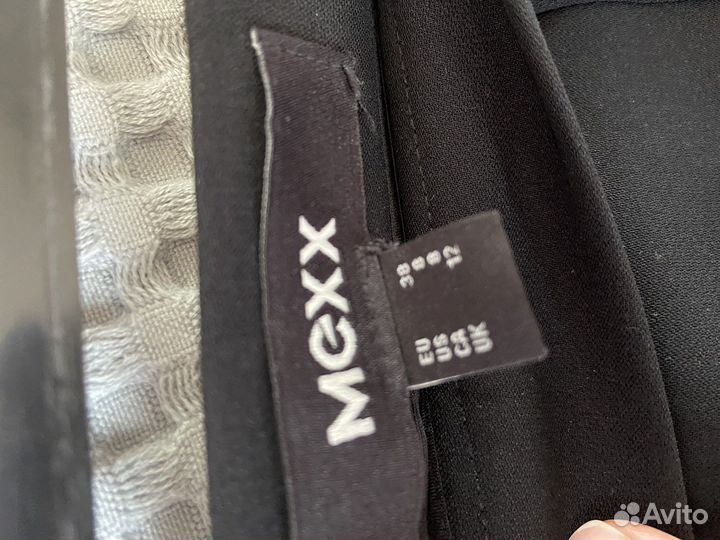 Mexx
EU 38
US 8
CA 8
UK 12
Avito